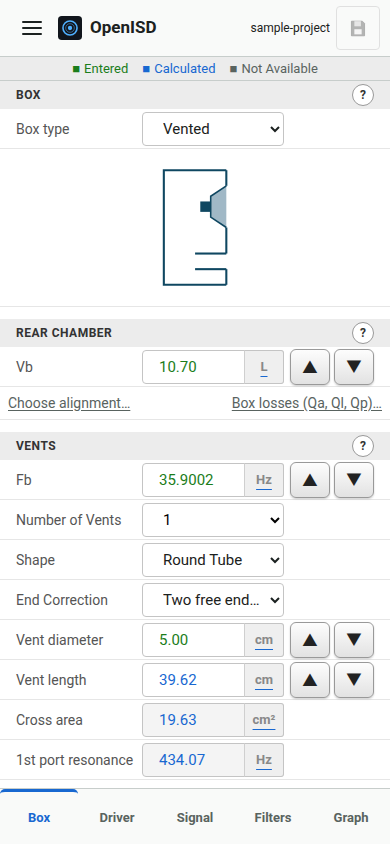 OpenISD
sample-project
Entered Calculated Not Available
BOX ?
Box type Vented
REAR CHAMBER ?
Vb 10.70 L ▲ ▼
Choose alignment... Box losses (Qa, Ql, Qp)...
VENTS ?
Fb 35.9002 Hz ▲ ▼
Number of Vents 1
Shape Round Tube
End Correction Two free end...
Vent diameter 5.00 cm ▲ ▼
Vent length 39.62 cm ▲ ▼
Cross area 19.63 cm²
1st port resonance 434.07 Hz
Box Driver Signal Filters Graph